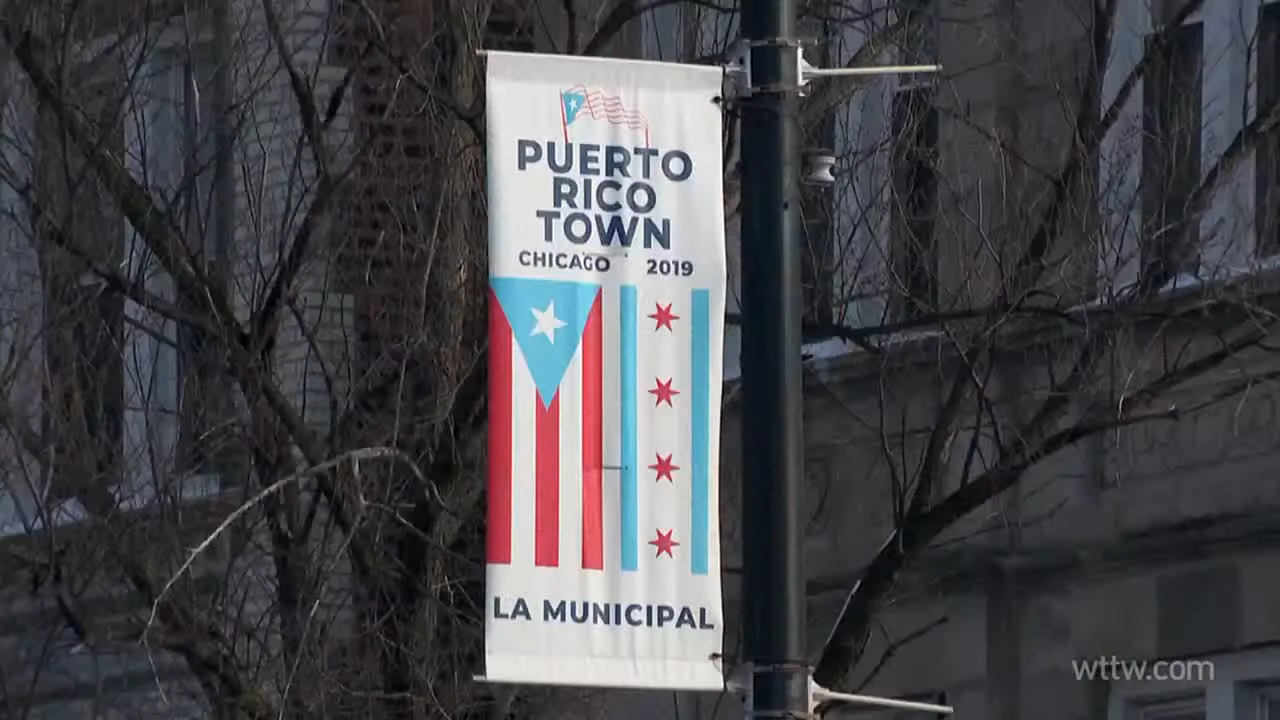 PUERTO
RICO
TOWN
CHICAGO 2019
LA MUNICIPAL
wttw.com